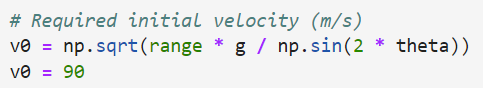 # Required initial velocity (m/s)
v0 = np.sqrt(range * g / np.sin(2 * theta))
v0 = 90